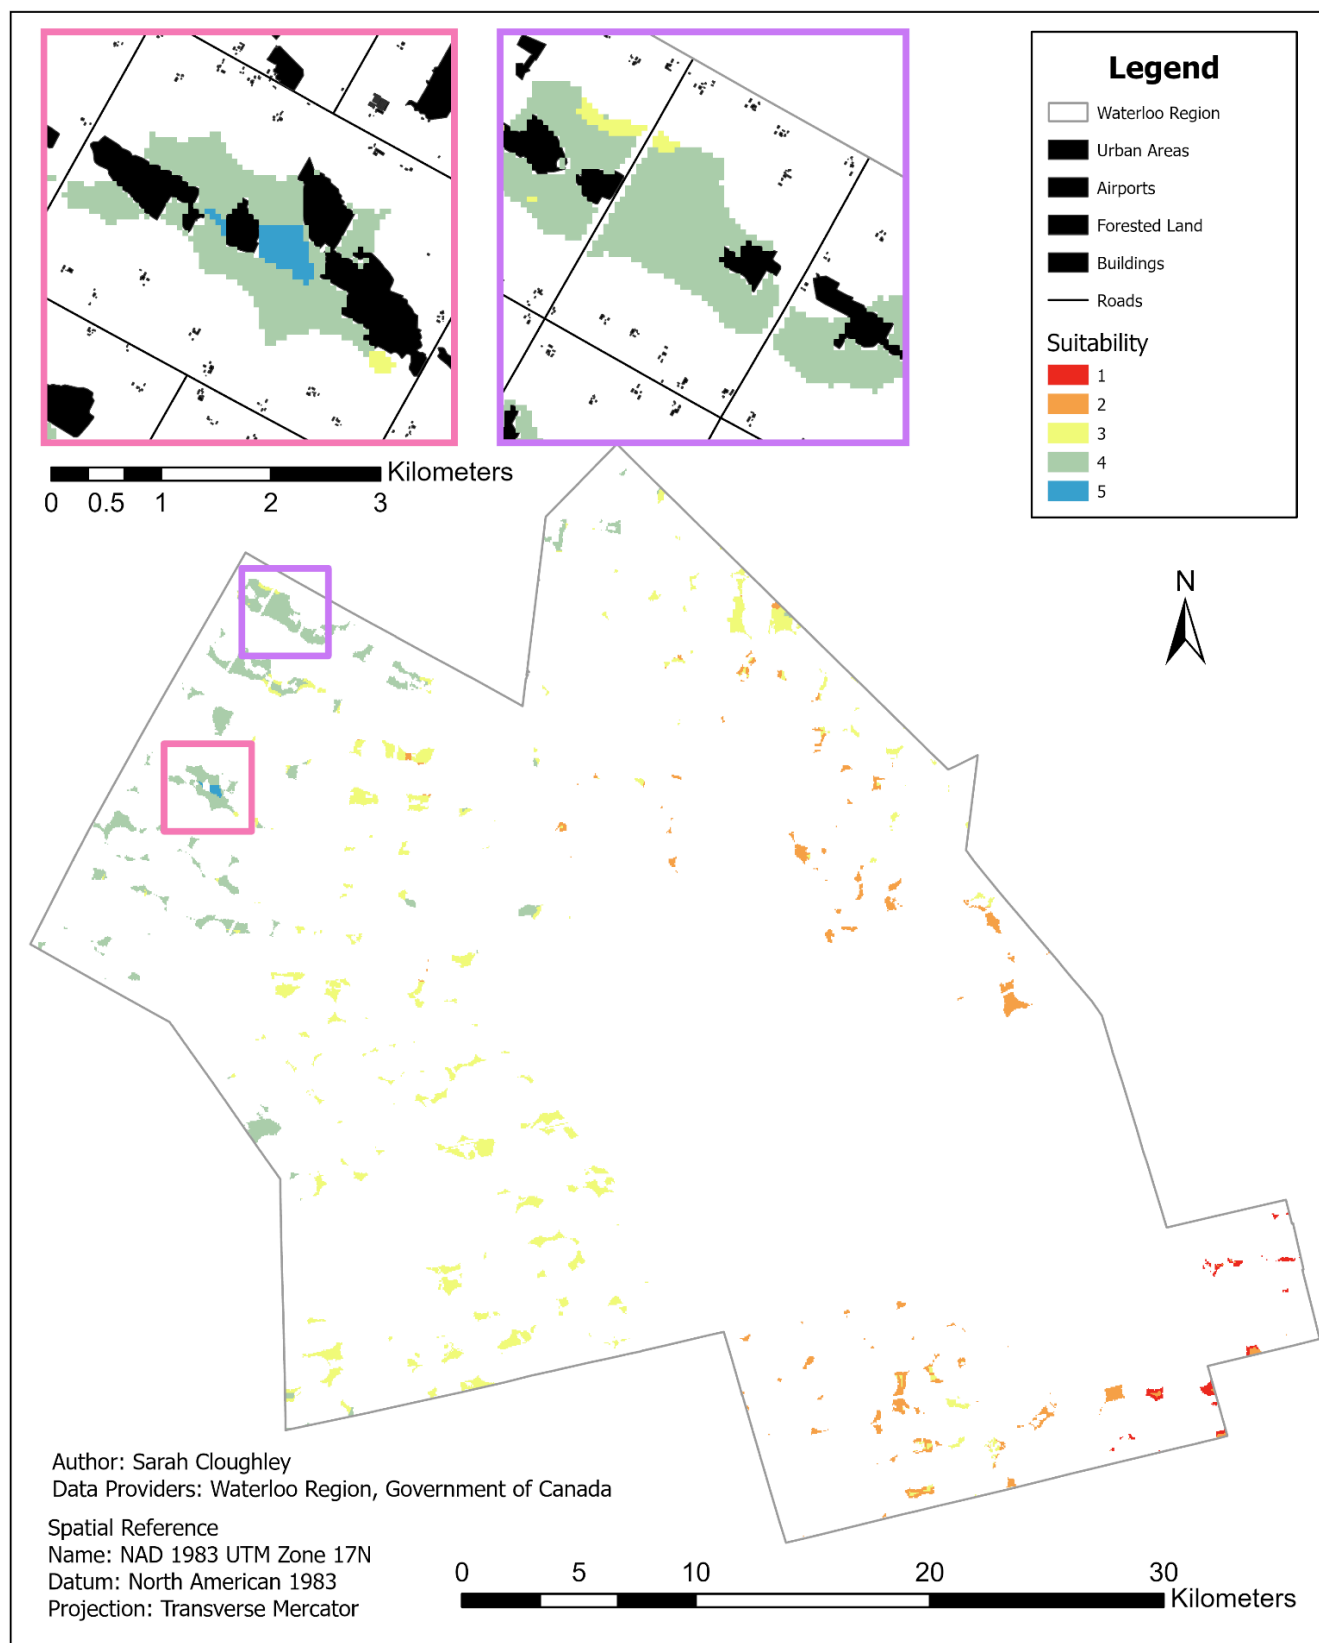 Legend
Waterloo Region
Urban Areas
Airports
Forested Land
Buildings
Roads
Suitability
1
2
3
4
5
Kilometers
0 0.5 1 2 3
N
Author: Sarah Cloughley
Data Providers: Waterloo Region, Government of Canada
Spatial Reference
Name: NAD 1983 UTM Zone 17N
Datum: North American 1983
Projection: Transverse Mercator
0 5 10 20 30
Kilometers